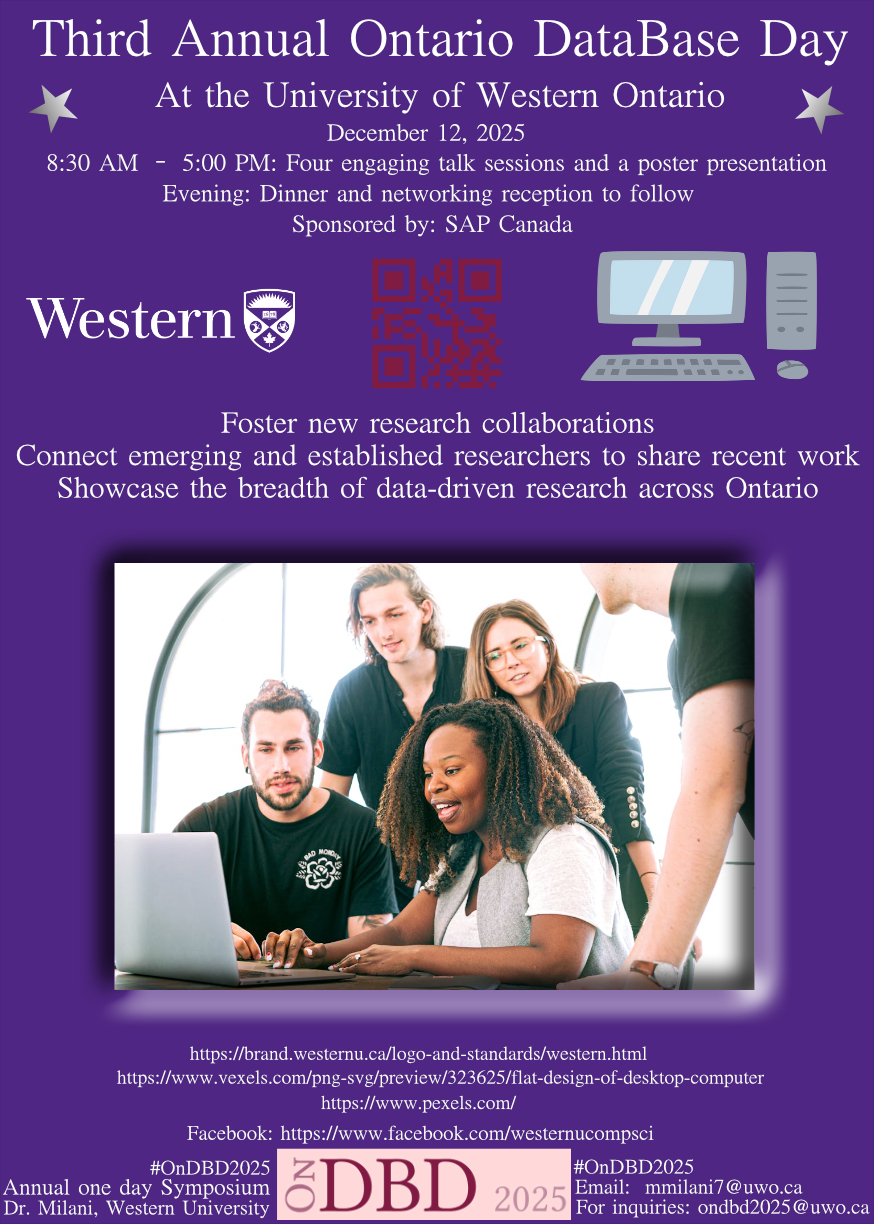 Third Annual Ontario DataBase Day
At the University of Western Ontario
December 12, 2025
8:30 AM - 5:00 PM: Four engaging talk sessions and a poster presentation
Evening: Dinner and networking reception to follow
Sponsored by: SAP Canada
Western
Foster new research collaborations
Connect emerging and established researchers to share recent work
Showcase the breadth of data-driven research across Ontario
BAD MONDAY
https://brand.westernu.ca/logo-and-standards/western.html
https://www.vexels.com/png-svg/preview/323625/flat-design-of-desktop-computer
https://www.pexels.com/
Facebook: https://www.facebook.com/westernucompsci
#OnDBD2025
Annual one day Symposium
Dr. Milani, Western University
ON DBD 2025
#OnDBD2025
Email: mmilani7@uwo.ca
For inquiries: ondbd2025@uwo.ca